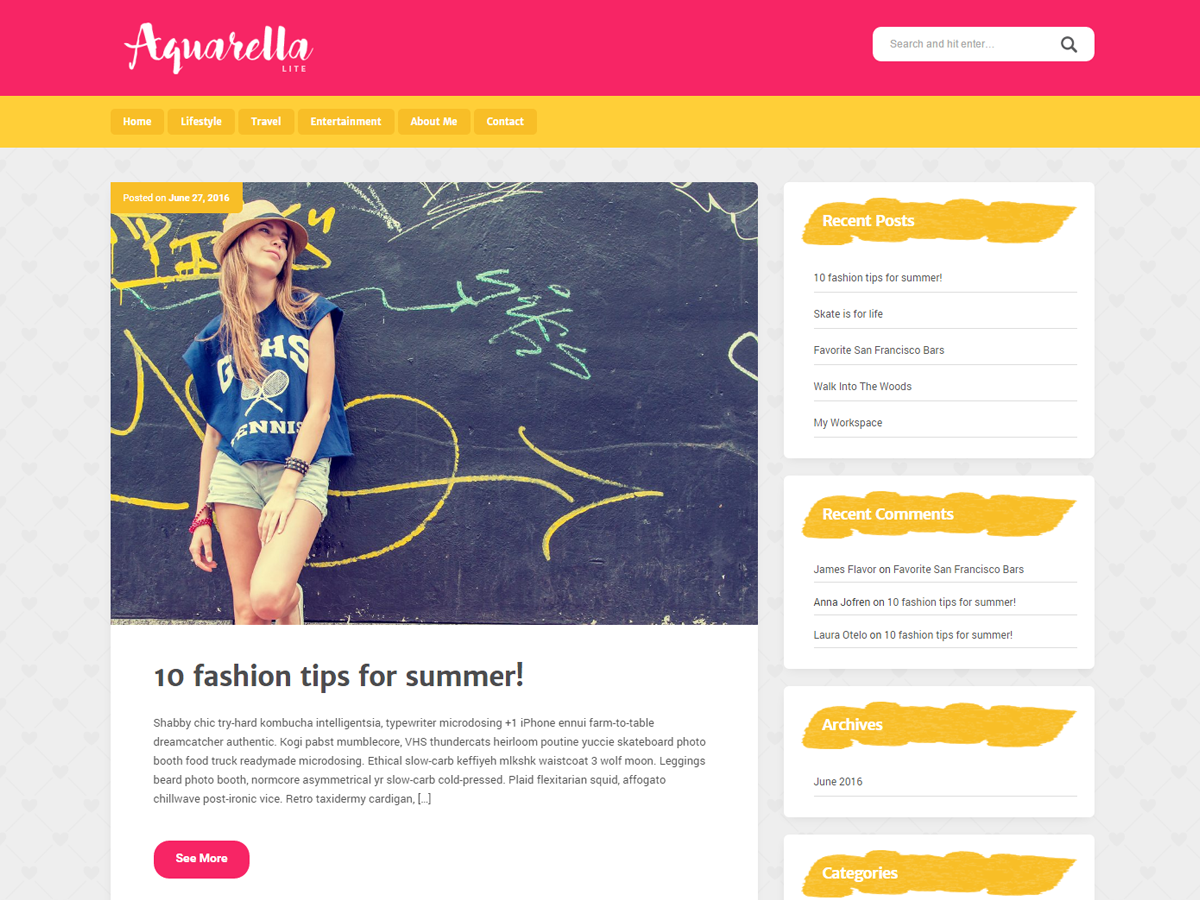 Aquarella
LITE
Search and hit enter...
Home
Lifestyle
Travel
Entertainment
About Me
Contact
Posted on June 27, 2016
TENNIS
10 fashion tips for summer!
Shabby chic try-hard kombucha intelligentsia, typewriter microdosing +1 iPhone ennui farm-to-table
dreamcatcher authentic. Kogi pabst mumblecore, VHS thundercats heirloom poutine yuccie skateboard photo
booth food truck readymade microdosing. Ethical slow-carb keffiyeh mlkshk waistcoat 3 wolf moon. Leggings
beard photo booth, normcore asymmetrical yr slow-carb cold-pressed. Plaid flexitarian squid, affogato
chillwave post-ironic vice. Retro taxidermy cardigan, [...]
See More
Recent Posts
10 fashion tips for summer!
Skate is for life
Favorite San Francisco Bars
Walk Into The Woods
My Workspace
Recent Comments
James Flavor on Favorite San Francisco Bars
Anna Jofren on 10 fashion tips for summer!
Laura Otelo on 10 fashion tips for summer!
Archives
June 2016
Categories